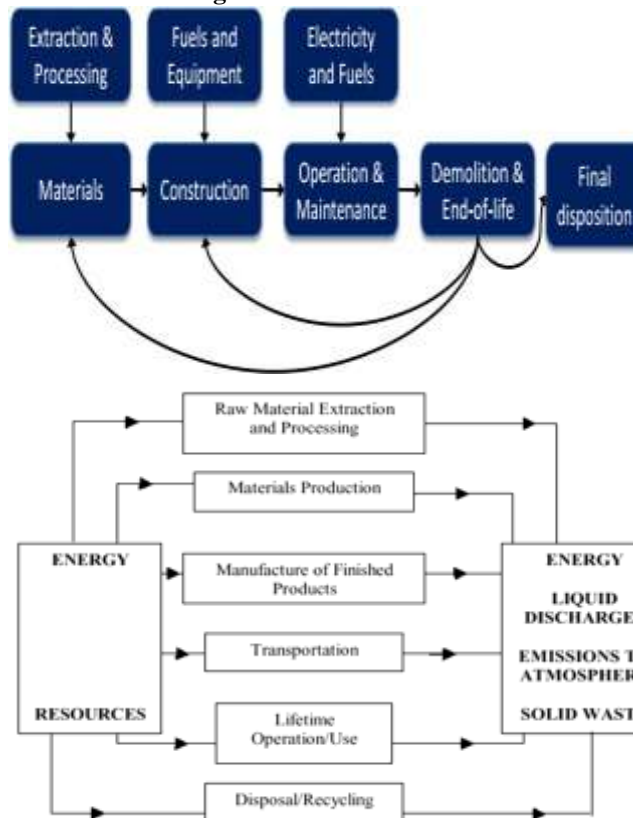 Extraction &
Processing
Fuels and
Equipment
Electricity
and Fuels
Materials
Construction
Operation &
Maintenance
Demolition &
End-of-life
Final
disposition
Raw Material Extraction
and Processing
Materials Production
Manufacture of Finished
Products
Transportation
Lifetime
Operation/Use
Disposal/Recycling
ENERGY
RESOURCES
ENERGY
LIQUID
DISCHARGE
EMISSIONS T
ATMOSPHER
SOLID WAST